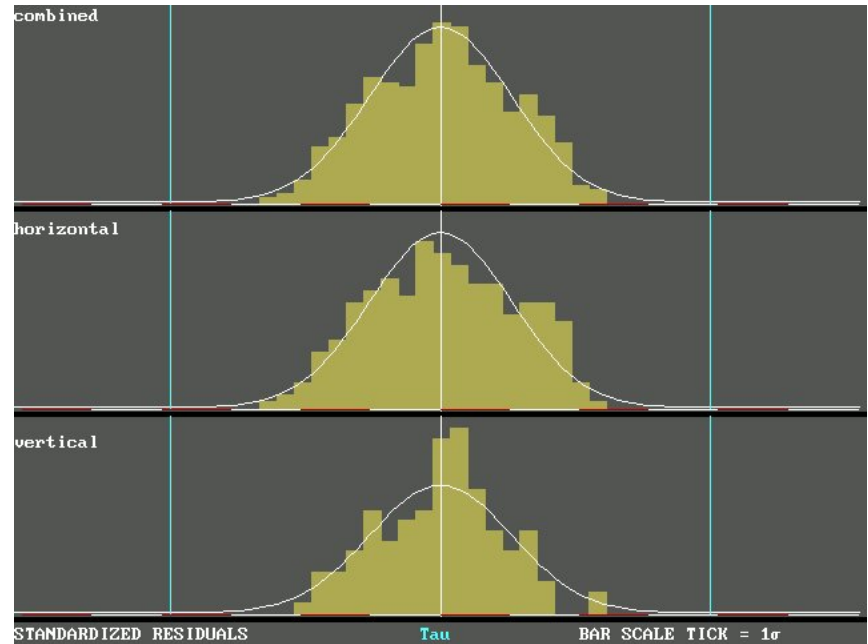 combined
horizontal
vertical
STANDARDIZED RESIDUALS Tau BAR SCALE TICK = 1σ